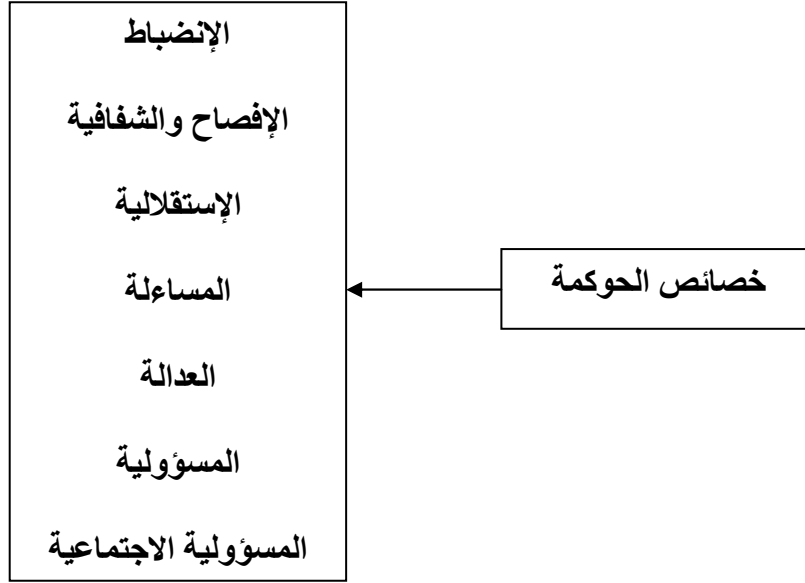 خصائص الحوكمة
الإنضباط
الإفصاح والشفافية
الإستقلالية
المساءلة
العدالة
المسؤولية
المسؤولية الاجتماعية